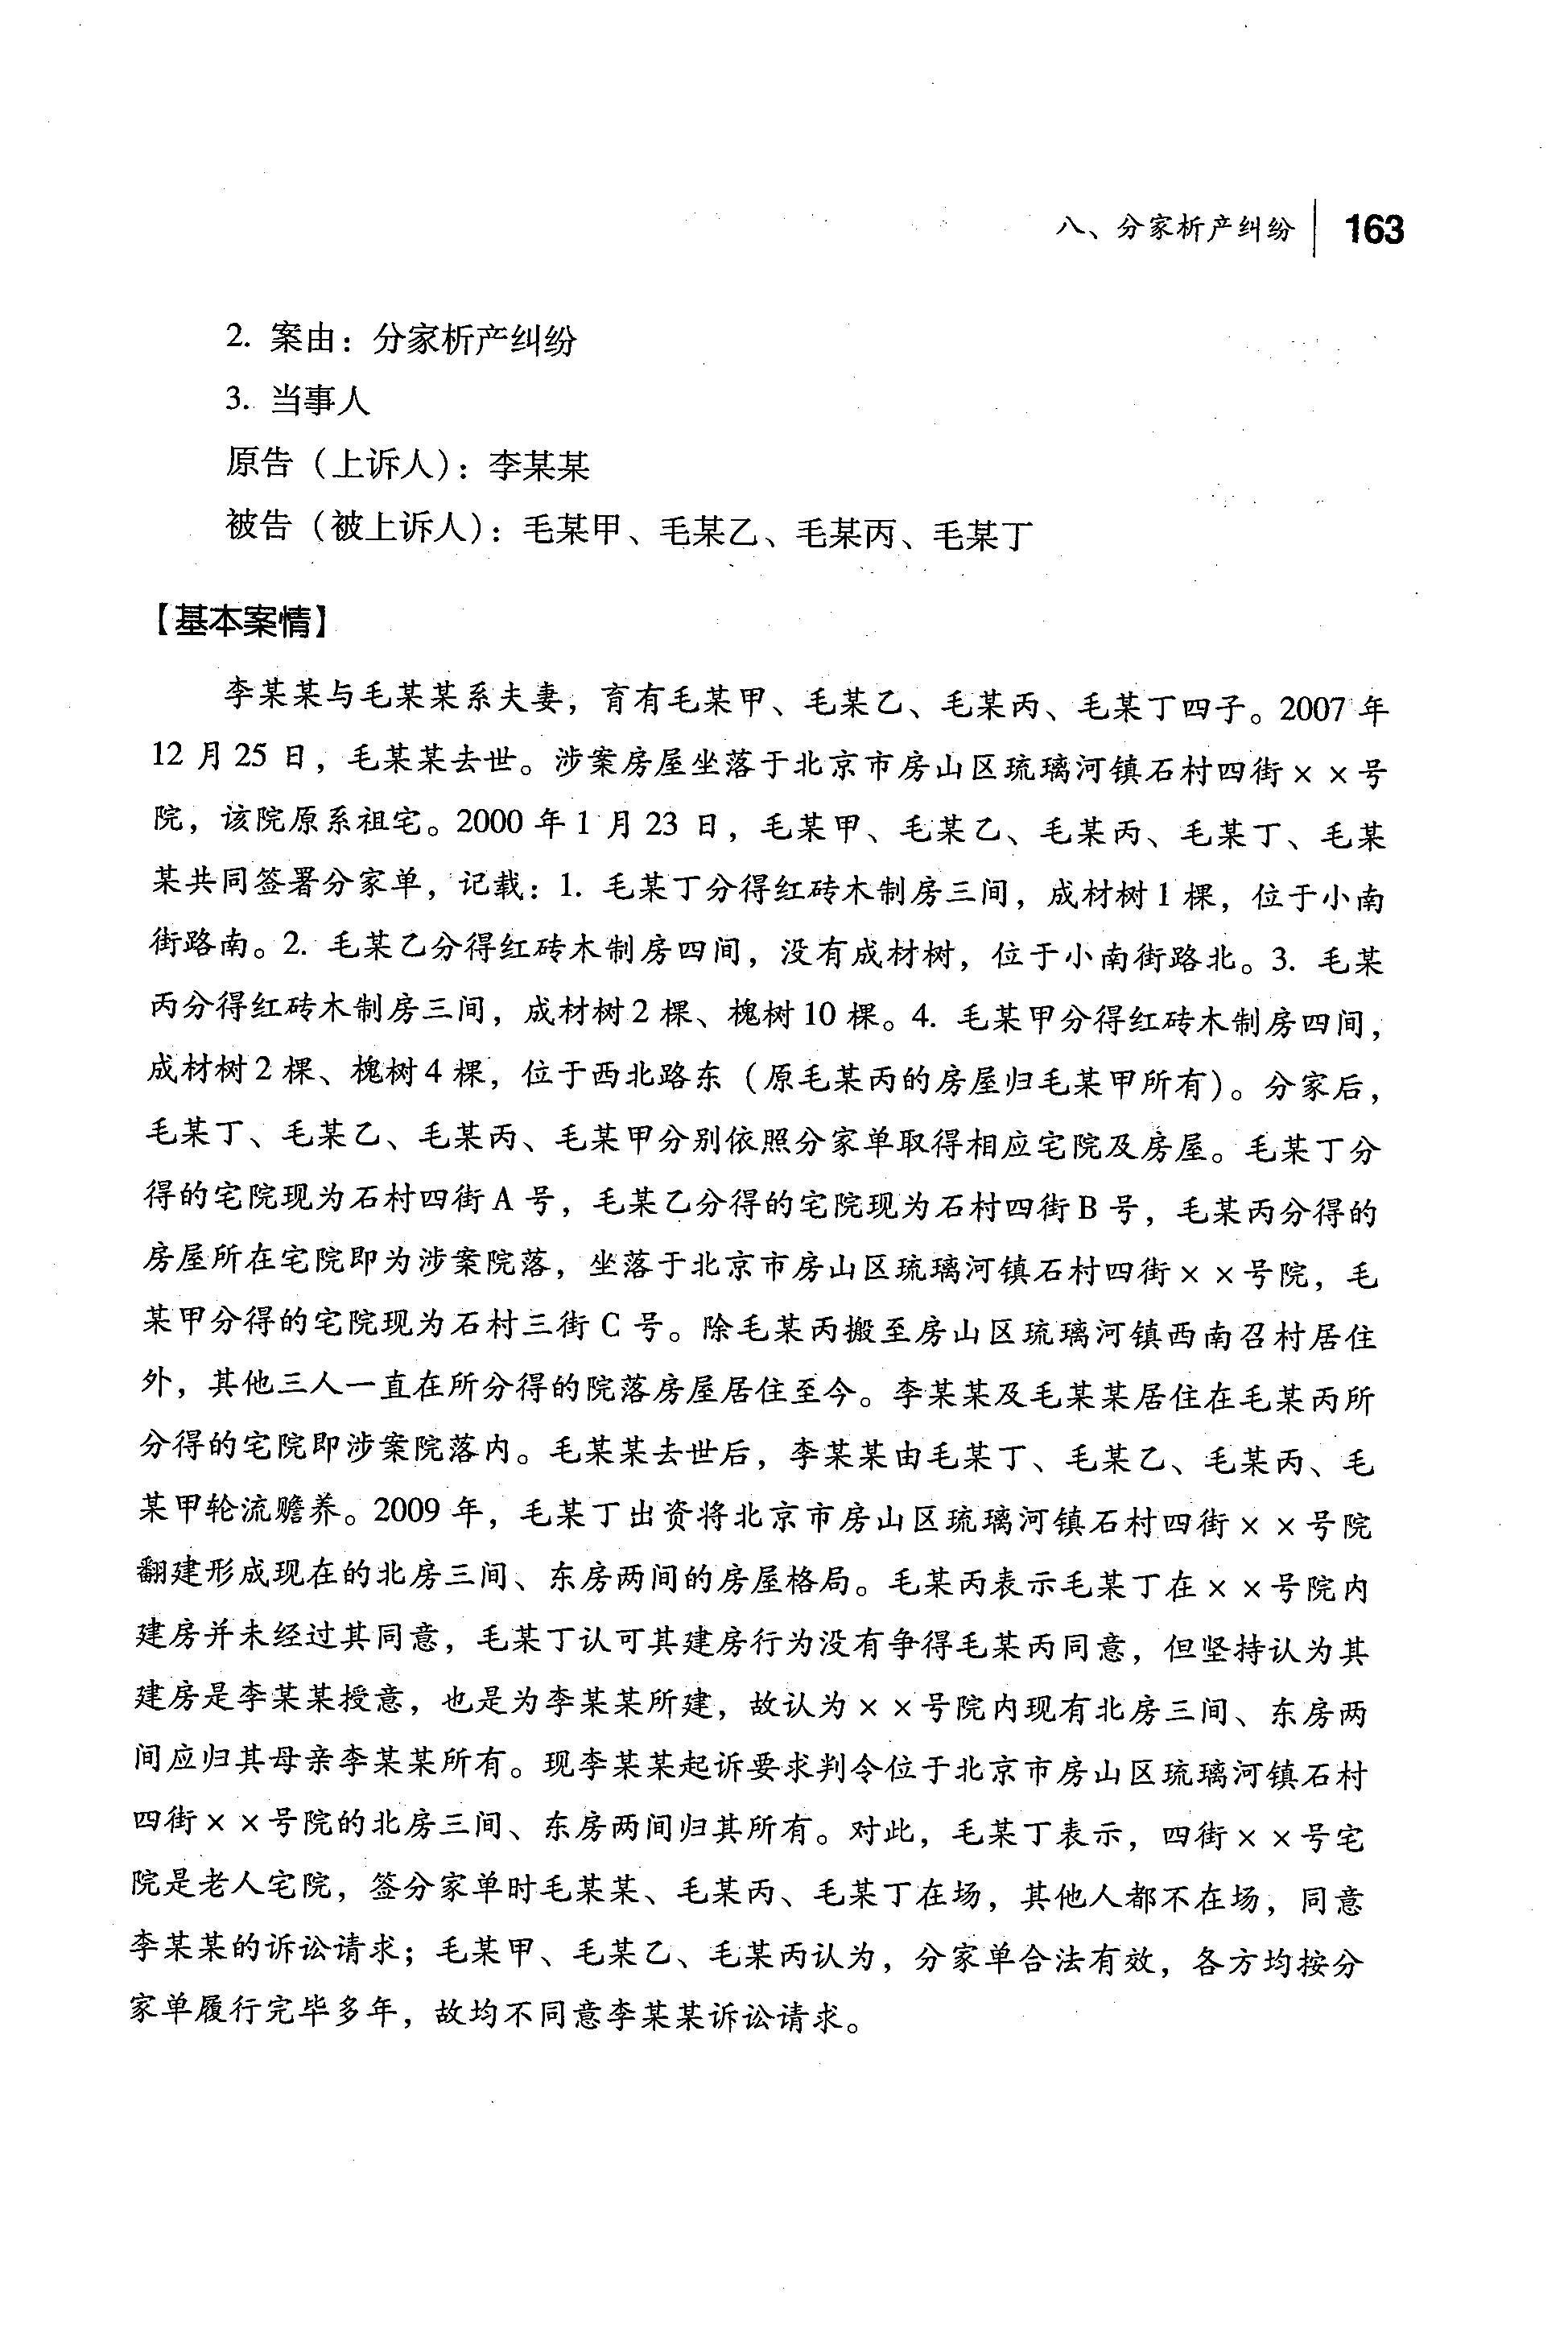 八、分家析产纠纷 163
2. 案由：分家析产纠纷
3. 当事人
原告（上诉人）：李某某
被告（被上诉人）：毛某甲、毛某乙、毛某丙、毛某丁
【基本案情】
李某某与毛某某系夫妻，育有毛某甲、毛某乙、毛某丙、毛某丁四子。2007年
12月25日，毛某某去世。涉案房屋坐落于北京市房山区琉璃河镇石村四街××号
院，该院原系祖宅。2000年1月23日，毛某甲、毛某乙、毛某丙、毛某丁、毛某
某共同签署分家单，记载：1. 毛某丁分得红砖木制房三间，成材树1棵，位于小南
街路南。2. 毛某乙分得红砖木制房四间，没有成材树，位于小南街路北。3. 毛某
丙分得红砖木制房三间，成材树2棵、槐树10棵。4. 毛某甲分得红砖木制房四间，
成材树2棵、槐树4棵，位于西北路东（原毛某丙的房屋归毛某甲所有）。分家后，
毛某丁、毛某乙、毛某丙、毛某甲分别依照分家单取得相应宅院及房屋。毛某丁分
得的宅院现为石村四街A号，毛某乙分得的宅院现为石村四街B号，毛某丙分得的
房屋所在宅院即为涉案院落，坐落于北京市房山区琉璃河镇石村四街××号院，毛
某甲分得的宅院现为石村三街C号。除毛某丙搬至房山区琉璃河镇西南召村居住
外，其他三人一直在所分得的院落房屋居住至今。李某某及毛某某居住在毛某丙所
分得的宅院即涉案院落内。毛某某去世后，李某某由毛某丁、毛某乙、毛某丙、毛
某甲轮流赡养。2009年，毛某丁出资将北京市房山区琉璃河镇石村四街××号院
翻建形成现在的北房三间、东房两间的房屋格局。毛某丙表示毛某丁在××号院内
建房并未经过其同意，毛某丁认可其建房行为没有争得毛某丙同意，但坚持认为其
建房是李某某授意，也是为李某某所建，故认为××号院内现有北房三间、东房两
间应归其母亲李某某所有。现李某某起诉要求判令位于北京市房山区琉璃河镇石村
四街××号院的北房三间、东房两间归其所有。对此，毛某丁表示，四街××号宅
院是老人宅院，签分家单时毛某某、毛某丙、毛某丁在场，其他人都不在场，同意
李某某的诉讼请求；毛某甲、毛某乙、毛某丙认为，分家单合法有效，各方均按分
家单履行完毕多年，故均不同意李某某诉讼请求。